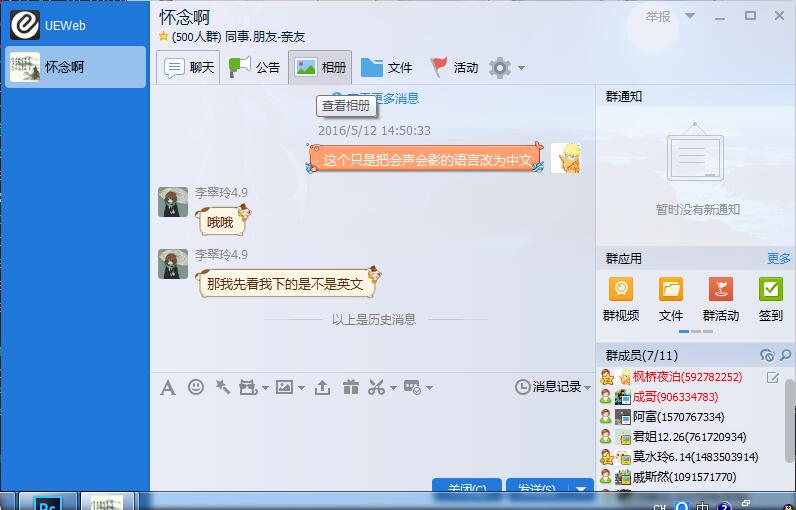 UEWeb
怀念啊
怀念啊
(500人群) 同事.朋友-亲友
举报
聊天
公告
相册
文件
活动
更多消息
查看相册
2016/5/12 14:50:33
这个只是把会声会影的语言改为中文
李翠玲4.9
哦哦
李翠玲4.9
那我先看我下的是不是英文
以上是历史消息
消息记录
关闭(C)
发送(S)
群通知
暂时没有新通知
群应用
更多
群视频
文件
群活动
签到
群成员(7/11)
枫桥夜泊(592782252)
成哥(906334783)
阿富(1570767334)
君姐12.26(761720934)
莫水玲6.14(1483503914)
戚斯然(1091571770)
Ps
CH
中